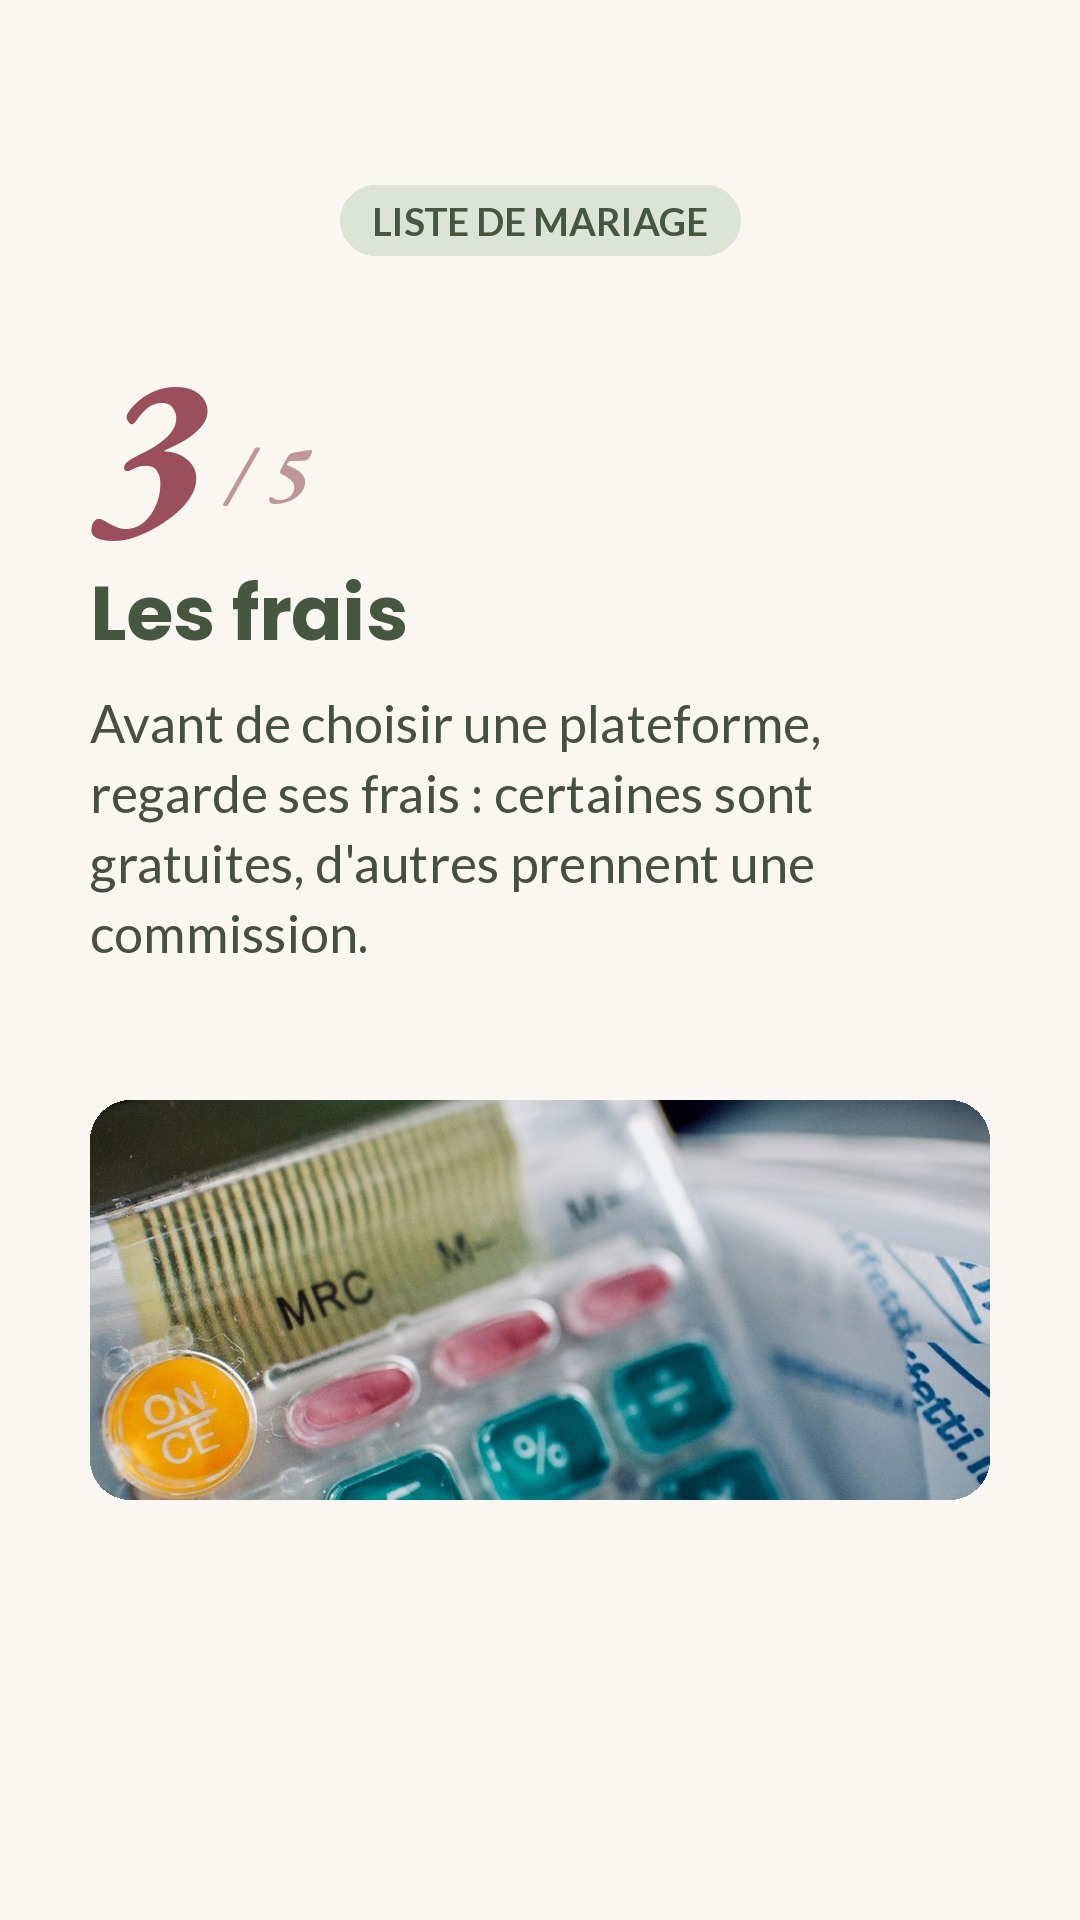 LISTE DE MARIAGE
3 / 5
Les frais
Avant de choisir une plateforme,
regarde ses frais : certaines sont
gratuites, d'autres prennent une
commission.
MRC M- M+
ON
CE
%
÷